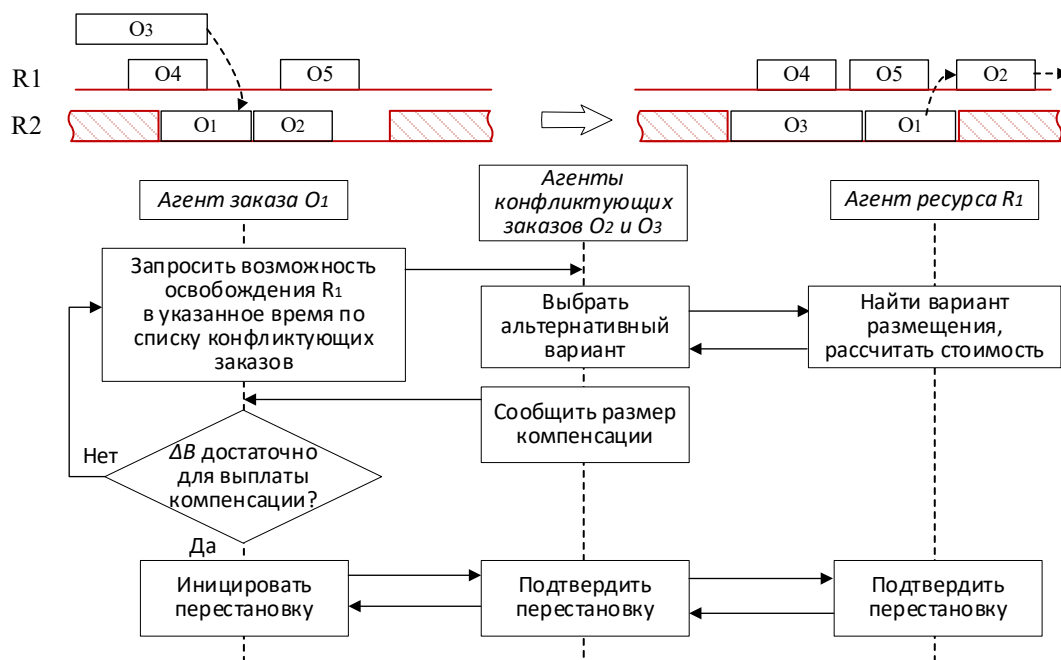 O3
R1
O4
O5
R2
O1
O2
O4
O5
O2
O3
O1
Агент заказа O1
Агенты
конфликтующих
заказов O2 и O3
Агент ресурса R1
Запросить возможность
освобождения R1
в указанное время по
списку конфликтующих
заказов
Выбрать
альтернативный
вариант
Найти вариант
размещения,
рассчитать стоимость
Сообщить размер
компенсации
Нет
ΔB достаточно
для выплаты
компенсации?
Да
Инициировать
перестановку
Подтвердить
перестановку
Подтвердить
перестановку